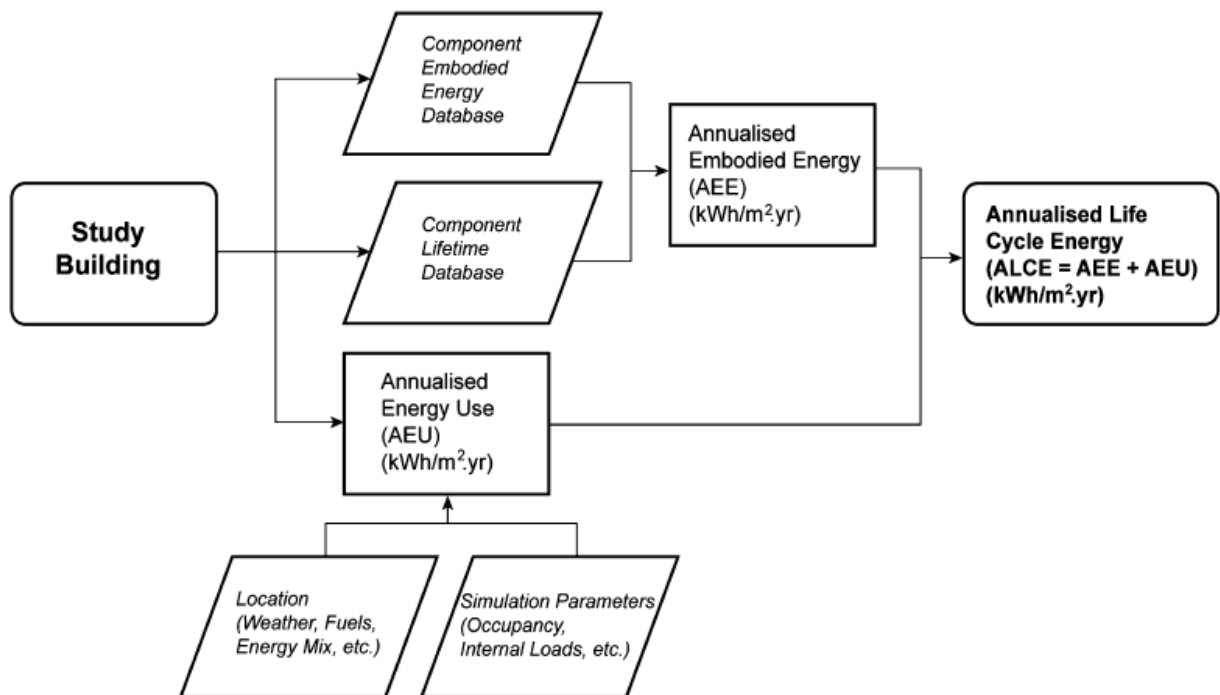 Component
Embodied
Energy
Database
Annualised
Embodied Energy
(AEE)
(kWh/m².yr)
Study
Building
Component
Lifetime
Database
Annualised Life
Cycle Energy
(ALCE = AEE + AEU)
(kWh/m².yr)
Annualised
Energy Use
(AEU)
(kWh/m².yr)
Location
(Weather, Fuels,
Energy Mix, etc.)
Simulation Parameters
(Occupancy,
Internal Loads, etc.)